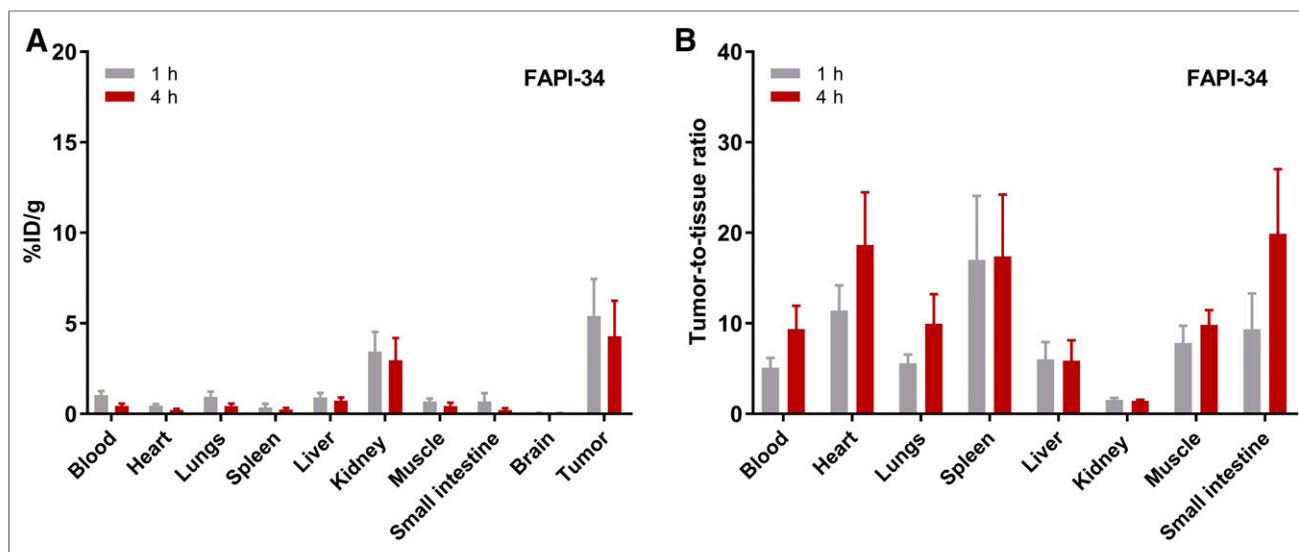 A
20
15
10
5
0
%ID/g
1 h
4 h
FAPI-34
Blood
Heart
Lungs
Spleen
Liver
Kidney
Muscle
Small intestine
Brain
Tumor
B
40
30
20
10
0
Tumor-to-tissue ratio
1 h
4 h
FAPI-34
Blood
Heart
Lungs
Spleen
Liver
Kidney
Muscle
Small intestine